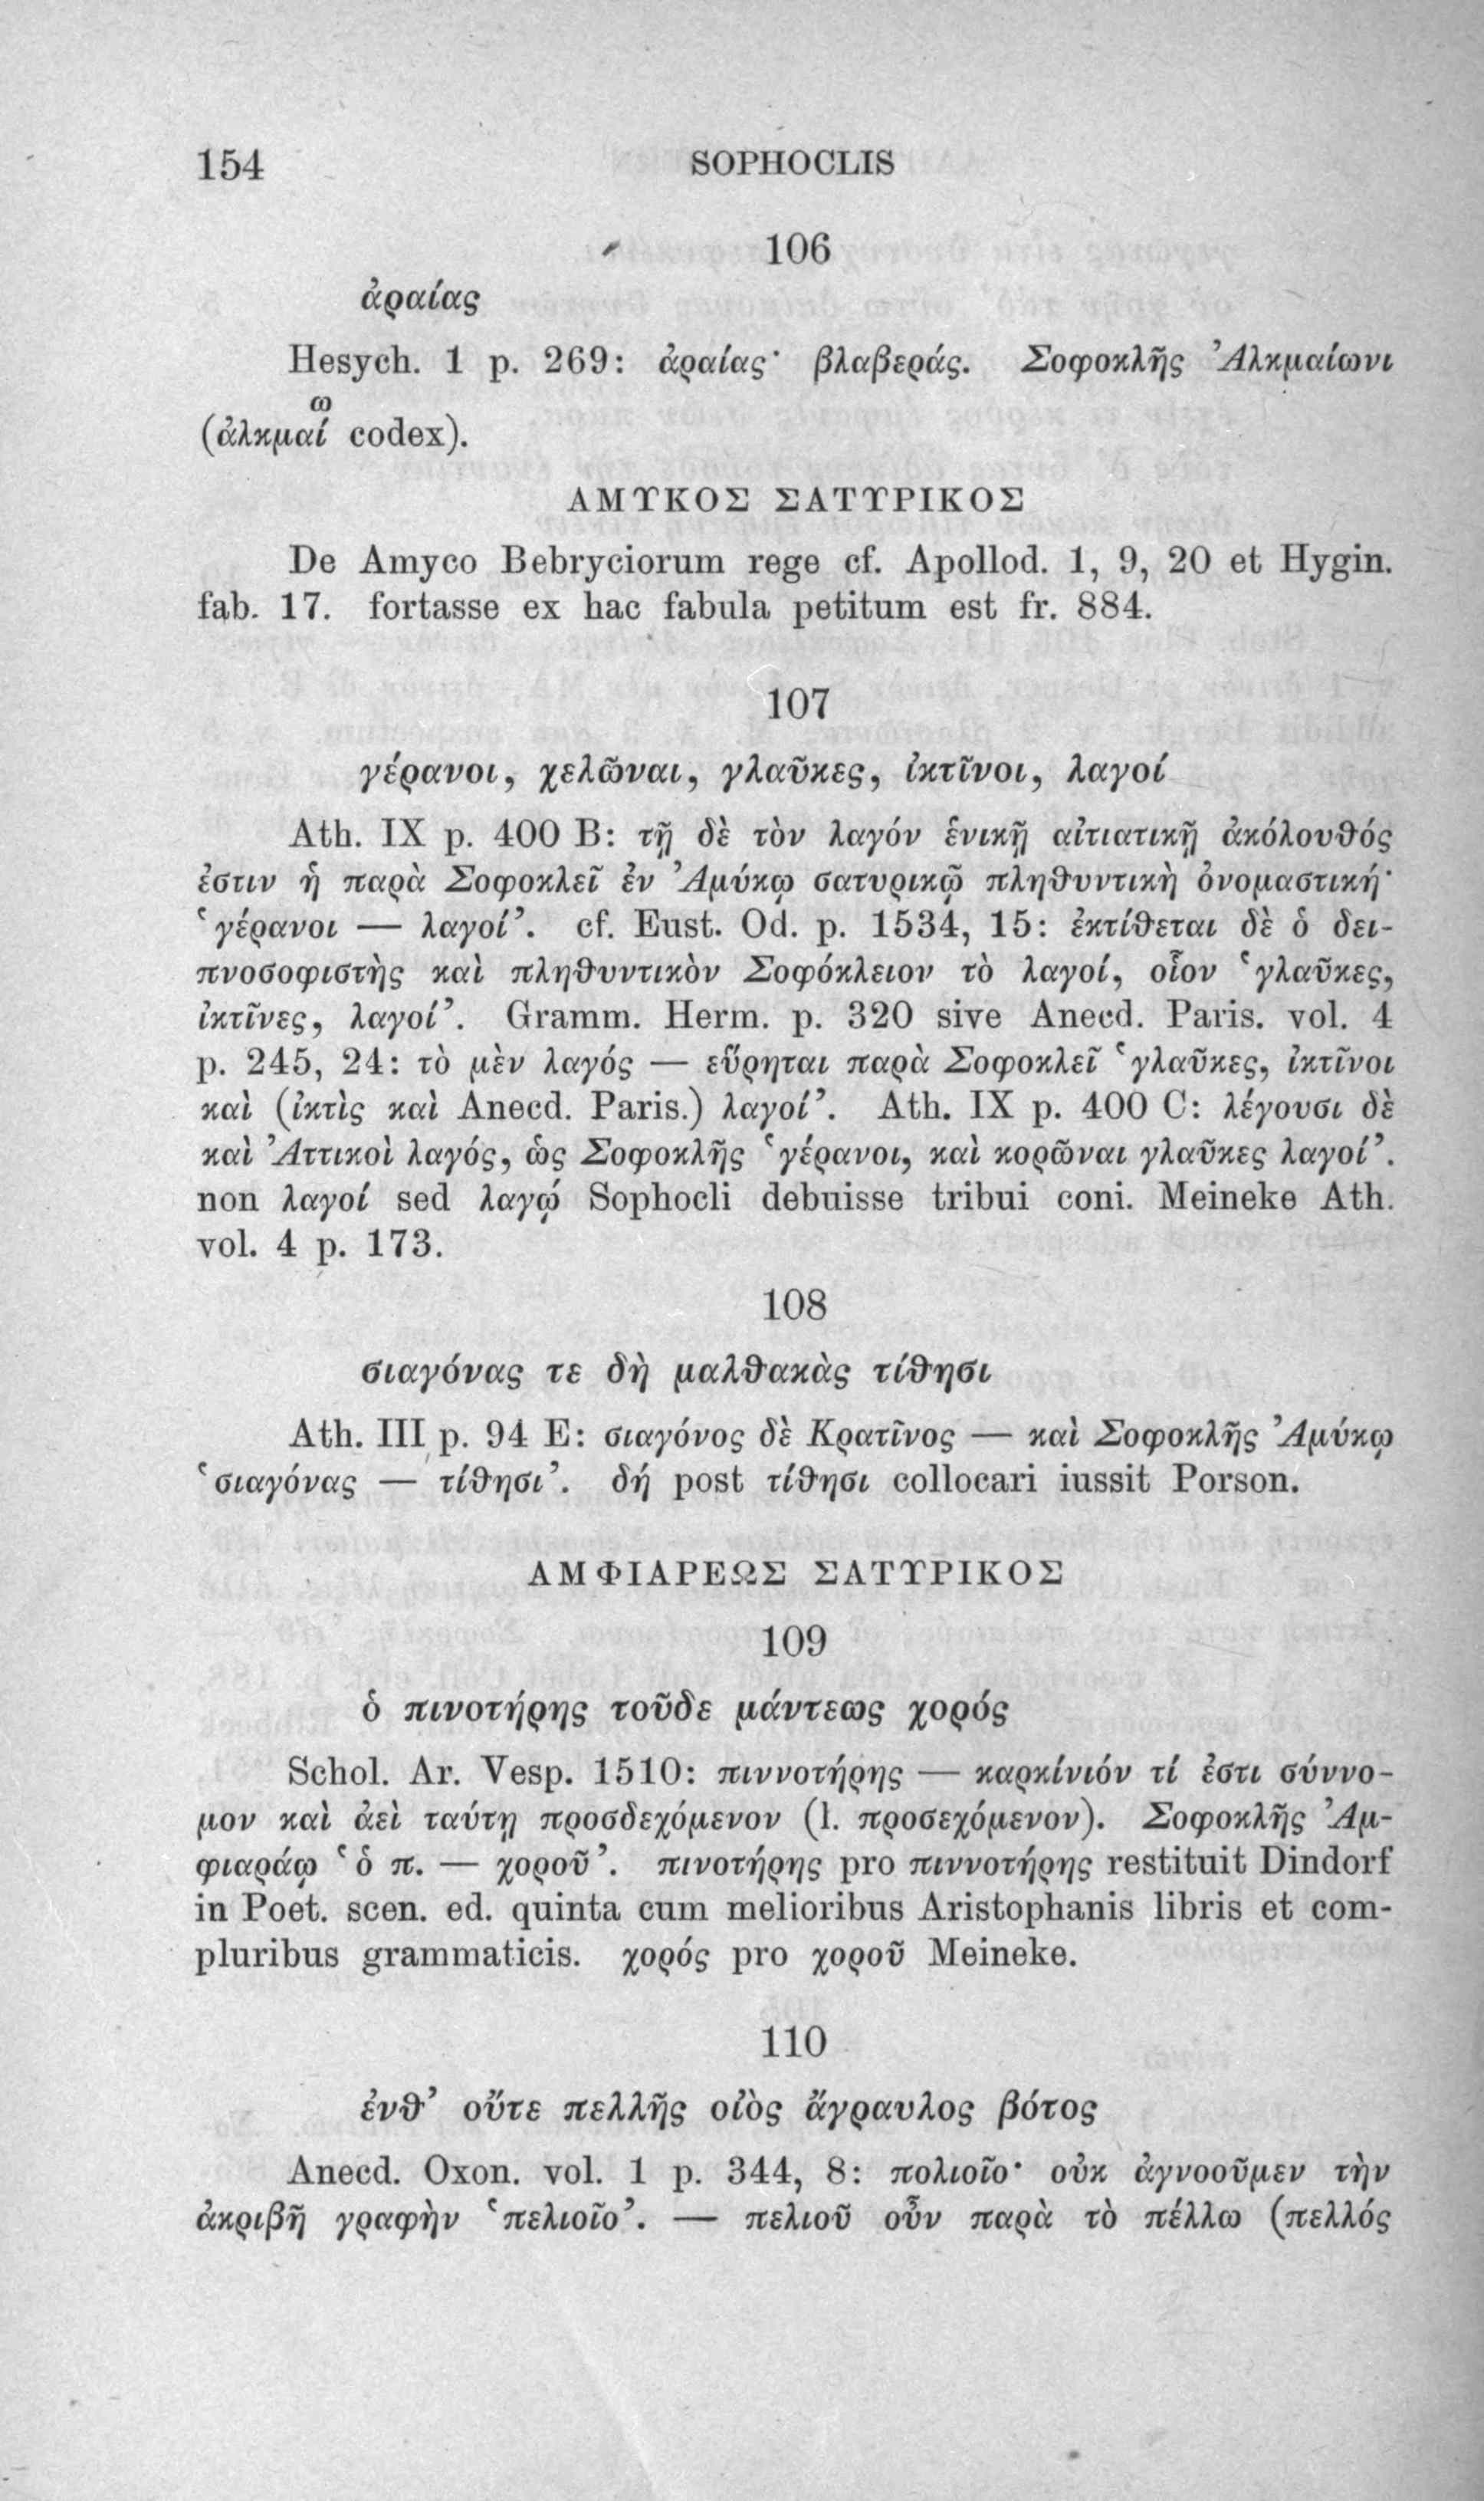 154 SOPHOCLIS
106
ἀραίας
Hesych. 1 p. 269: ἀραίας· βλαβεράς. Σοφοκλῆς Ἀλκμαίωνι
ω
(ἀλκμαί codex).
ΑΜΥΚΟΣ ΣΑΤΥΡΙΚΟΣ
De Amyco Bebryciorum rege cf. Apollod. 1, 9, 20 et Hygin.
fab. 17. fortasse ex hac fabula petitum est fr. 884.
107
γέρανοι, χελῶναι, γλαῦκες, ἰκτῖνοι, λαγοί
Ath. IX p. 400 B: τῇ δὲ τὸν λαγόν ἑνικῇ αἰτιατικῇ ἀκόλουθός
ἐστιν ἡ παρὰ Σοφοκλεῖ ἐν Ἀμύκῳ σατυρικῷ πληθυντικὴ ὀνομαστική·
‘γέρανοι — λαγοί’. cf. Eust. Od. p. 1534, 15: ἐκτίθεται δὲ ὁ δει-
πνοσοφιστὴς καὶ πληθυντικὸν Σοφόκλειον τὸ λαγοί, οἷον ‘γλαῦκες,
ἰκτῖνες, λαγοί’. Gramm. Herm. p. 320 sive Anecd. Paris. vol. 4
p. 245, 24: τὸ μὲν λαγός — εὕρηται παρὰ Σοφοκλεῖ ‘γλαῦκες, ἰκτῖνοι
καὶ (ἰκτὶς καὶ Anecd. Paris.) λαγοί’. Ath. IX p. 400 C: λέγουσι δὲ
καὶ Ἀττικοὶ λαγός, ὡς Σοφοκλῆς ‘γέρανοι, καὶ κορῶναι γλαῦκες λαγοί’.
non λαγοί sed λαγῴ Sophocli debuisse tribui coni. Meineke Ath.
vol. 4 p. 173.
108
σιαγόνας τε δὴ μαλθακὰς τίθησι
Ath. III p. 94 E: σιαγόνος δὲ Κρατῖνος — καὶ Σοφοκλῆς Ἀμύκῳ
‘σιαγόνας — τίθησι’. δή post τίθησι collocari iussit Porson.
ΑΜΦΙΑΡΕΩΣ ΣΑΤΥΡΙΚΟΣ
109
ὁ πινοτήρης τοῦδε μάντεως χορός
Schol. Ar. Vesp. 1510: πιννοτήρης — καρκίνιόν τί ἐστι σύννο-
μον καὶ ἀεὶ ταύτῃ προσδεχόμενον (l. προσεχόμενον). Σοφοκλῆς Ἀμ-
φιαράῳ ‘ὁ π. — χοροῦ’. πινοτήρης pro πιννοτήρης restituit Dindorf
in Poet. scen. ed. quinta cum melioribus Aristophanis libris et com-
pluribus grammaticis. χορός pro χοροῦ Meineke.
110
ἐνθ’ οὔτε πελλῆς οἰὸς ἄγραυλος βότος
Anecd. Oxon. vol. 1 p. 344, 8: πολιοῖο· οὐκ ἀγνοοῦμεν τὴν
ἀκριβῆ γραφὴν ‘πελιοῖο’. — πελιοῦ οὖν παρὰ τὸ πέλλω (πελλός